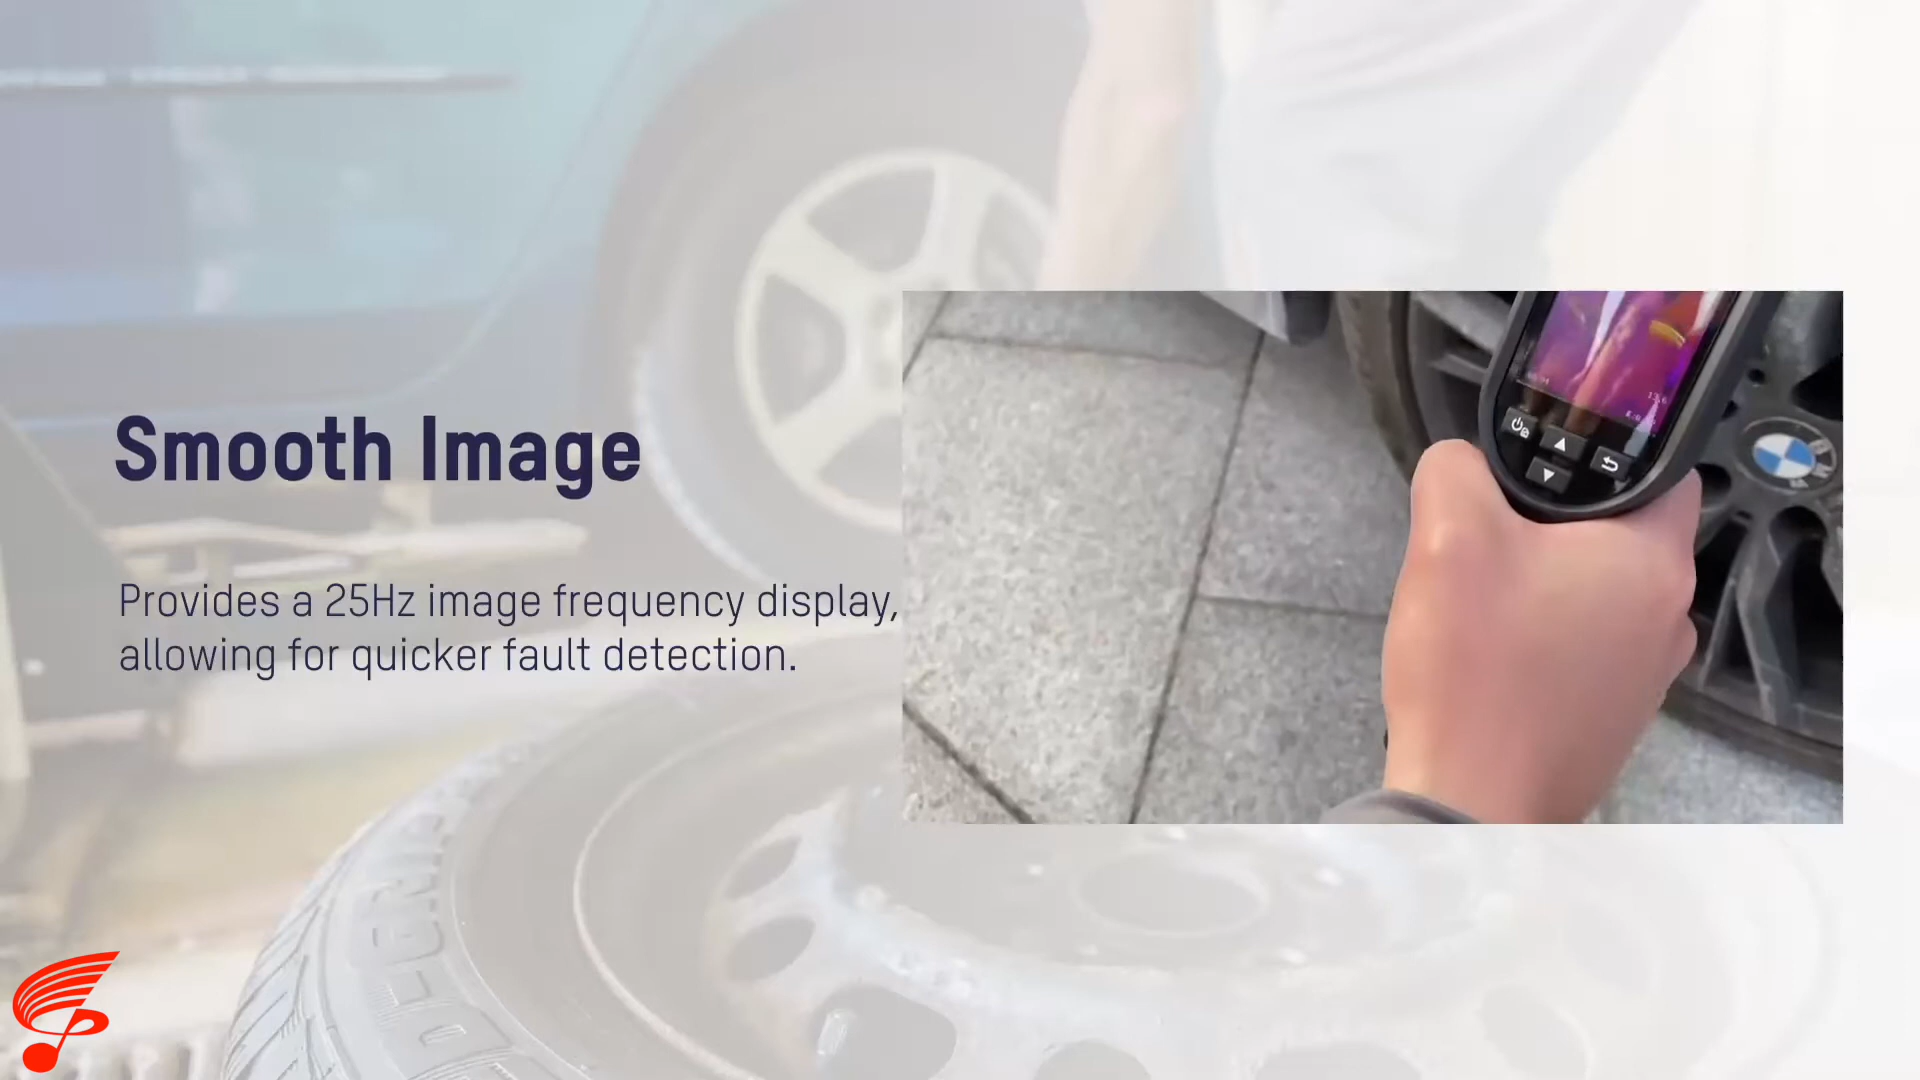 Smooth Image
Provides a 25Hz image frequency display,
allowing for quicker fault detection.